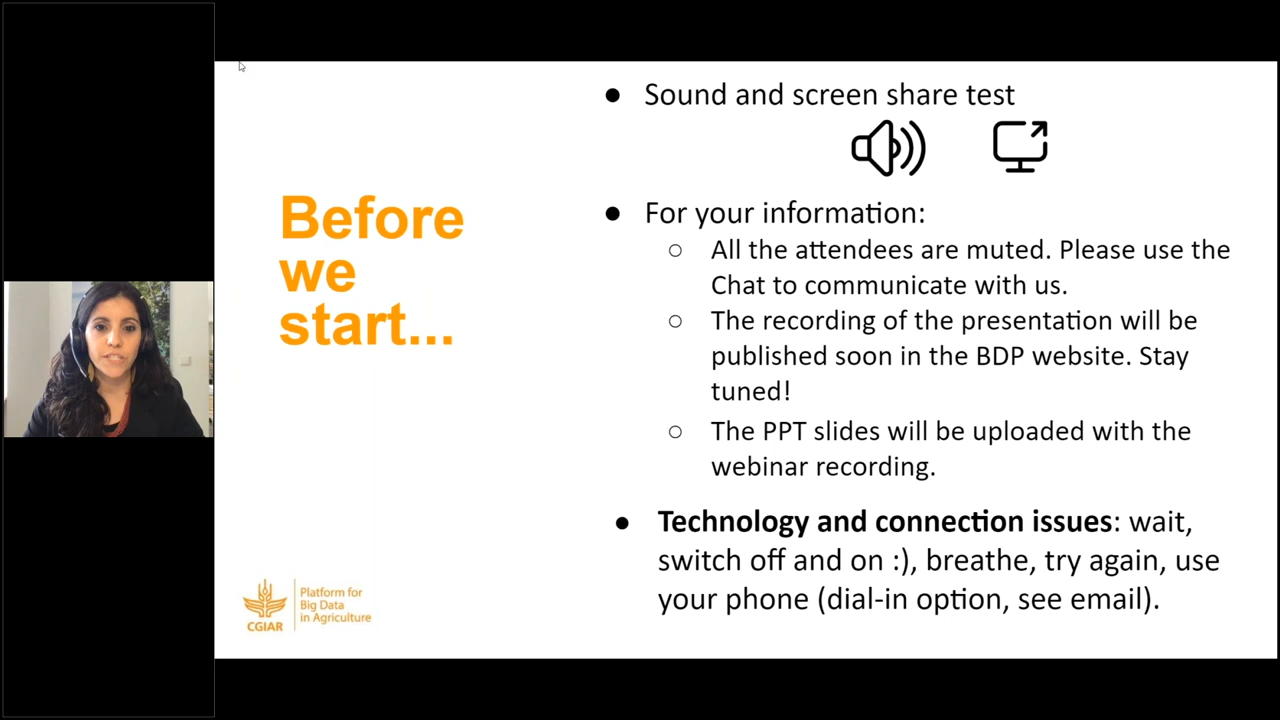 Before
we
start...
● Sound and screen share test
● For your information:
○ All the attendees are muted. Please use the
Chat to communicate with us.
○ The recording of the presentation will be
published soon in the BDP website. Stay
tuned!
○ The PPT slides will be uploaded with the
webinar recording.
● Technology and connection issues: wait,
switch off and on :), breathe, try again, use
your phone (dial-in option, see email).
CGIAR
Platform for
Big Data
in Agriculture